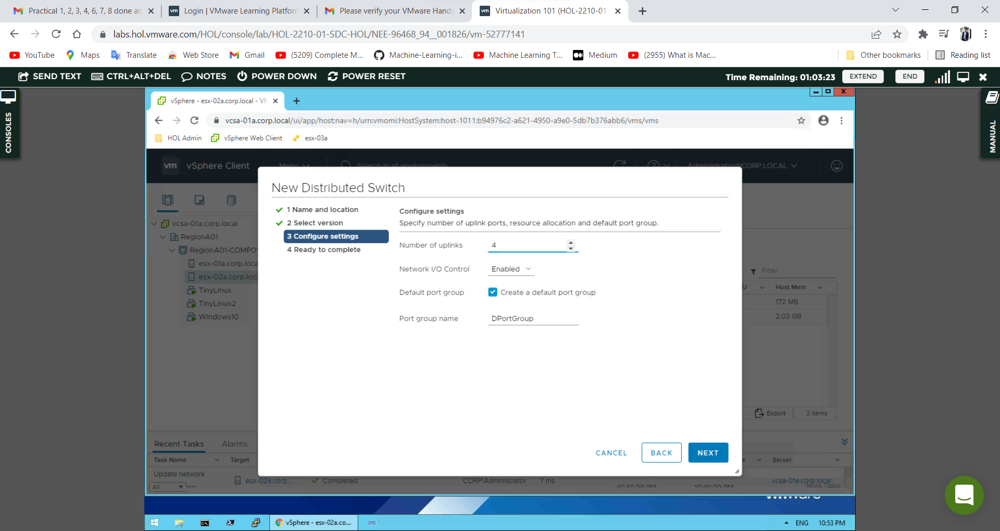 Practical 1, 2, 3, 4, 6, 7, 8 done an
Login | VMware Learning Platform
Please verify your VMware Hands
Virtualization 101 (HOL-2210-01-
labs.hol.vmware.com/HOL/console/lab/HOL-2210-01-SDC-HOL/NEE-96468_94__001826/vm-52777141
YouTube Maps Translate Web Store Gmail (5209) Complete M... Machine-Learning-i... Machine Learning T... Medium (2955) What is Mac... Other bookmarks Reading list
SEND TEXT CTRL+ALT+DEL NOTES POWER DOWN POWER RESET Time Remaining: 01:03:23 EXTEND END
CONSOLES
MANUAL
vSphere - esx-02a.corp.local - VM
vcsa-01a.corp.local/ui/app/host;nav=h/urn:vmomi:HostSystem:host-1011:b94976c2-a621-4950-a9e0-5db7b376abb6/vms/vms
HOL Admin vSphere Web Client esx-03a
vm vSphere Client Menu Search in all environments Administrator@CORP.LOCAL
New Distributed Switch
1 Name and location
2 Select version
3 Configure settings
4 Ready to complete
Configure settings
Specify number of uplink ports, resource allocation and default port group.
Number of uplinks 4
Network I/O Control Enabled
Default port group Create a default port group
Port group name DPortGroup
CANCEL BACK NEXT
vcsa-01a.corp.local
RegionA01
RegionA01-COMP0
esx-01a.corp.loca
esx-02a.corp.loc
TinyLinux
TinyLinux2
Windows10
Filter
Host Mem
172 MB
2.03 GB
Export 2 items
Recent Tasks Alarms
Task Name Target Server
Update network
esx-02a.corp.... Completed CORP\Administrator 7 ms vcsa-01a.corp.local
All More Tasks
vmware
vSphere - esx-02a.co...
ENG 10:53 PM